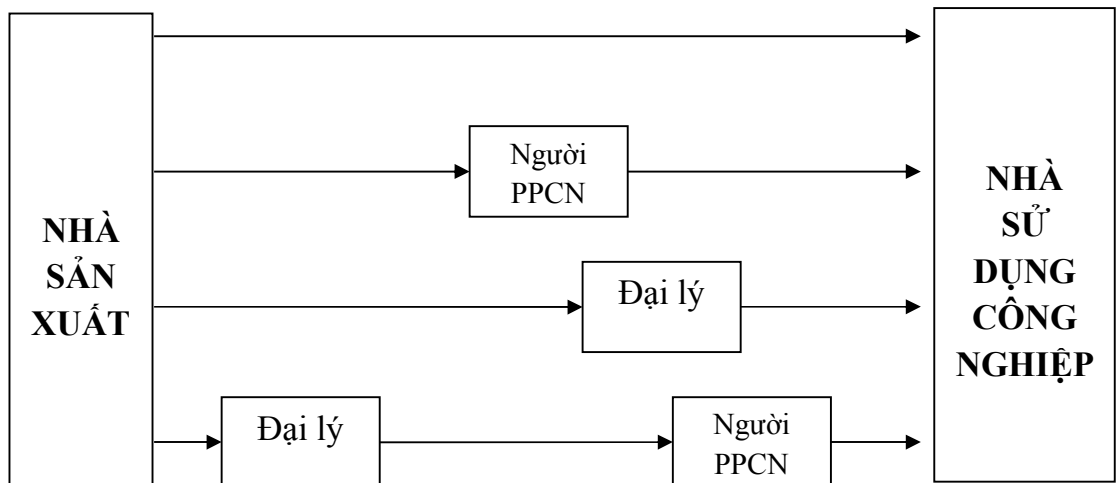 NHÀ
SẢN
XUẤT
Người
PPCN
Đại lý
Đại lý
Người
PPCN
NHÀ
SỬ
DỤNG
CÔNG
NGHIỆP